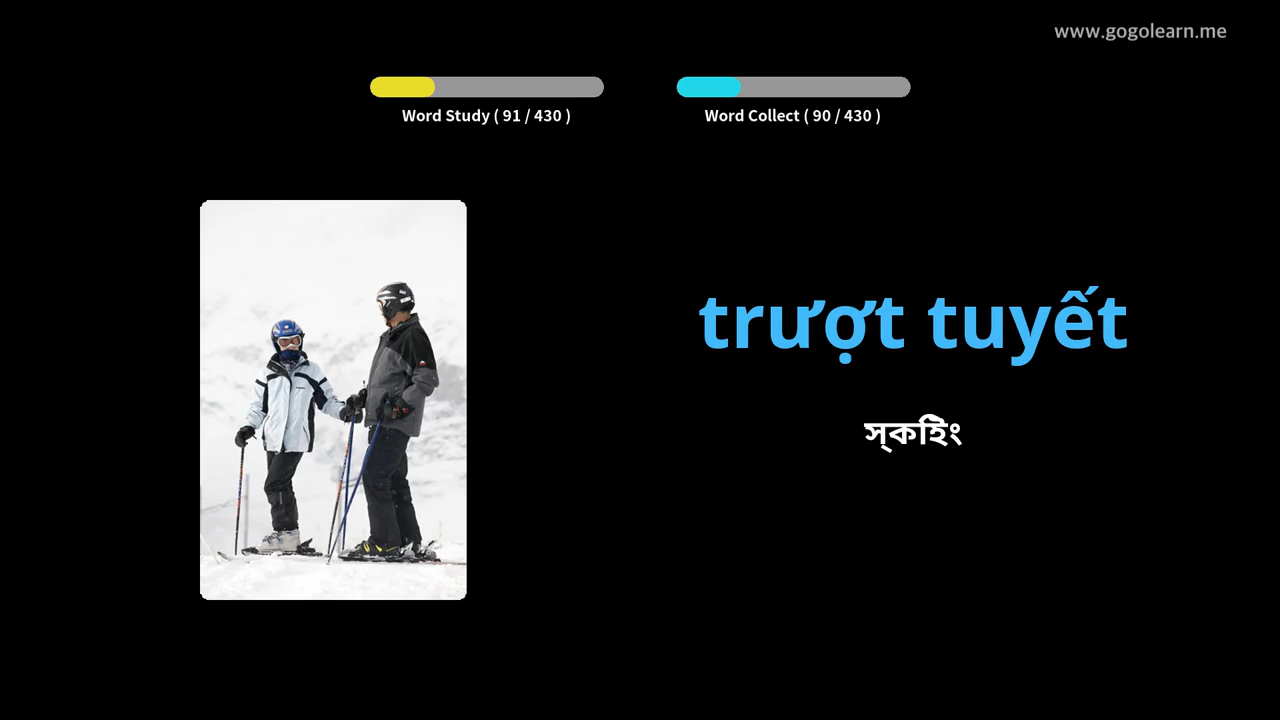 www.gogolearn.me
Word Study ( 91 / 430 )
Word Collect ( 90 / 430 )
trượt tuyết
স্কিইং